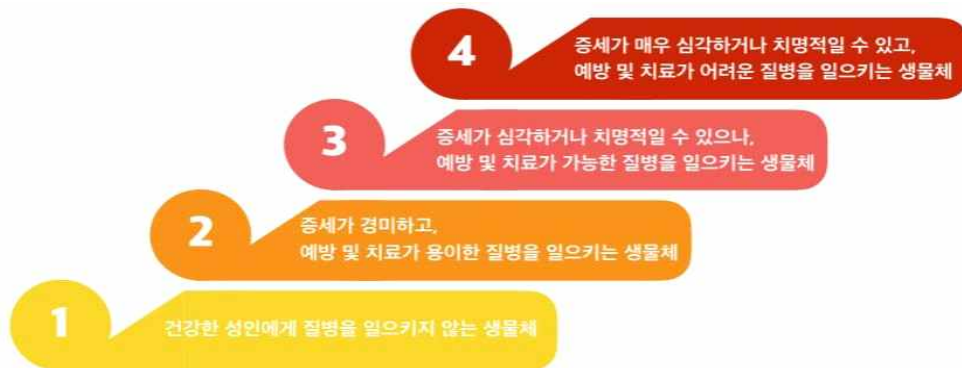 4
증세가 매우 심각하거나 치명적일 수 있고,
예방 및 치료가 어려운 질병을 일으키는 생물체
3
증세가 심각하거나 치명적일 수 있으나,
예방 및 치료가 가능한 질병을 일으키는 생물체
2
증세가 경미하고,
예방 및 치료가 용이한 질병을 일으키는 생물체
1
건강한 성인에게 질병을 일으키지 않는 생물체